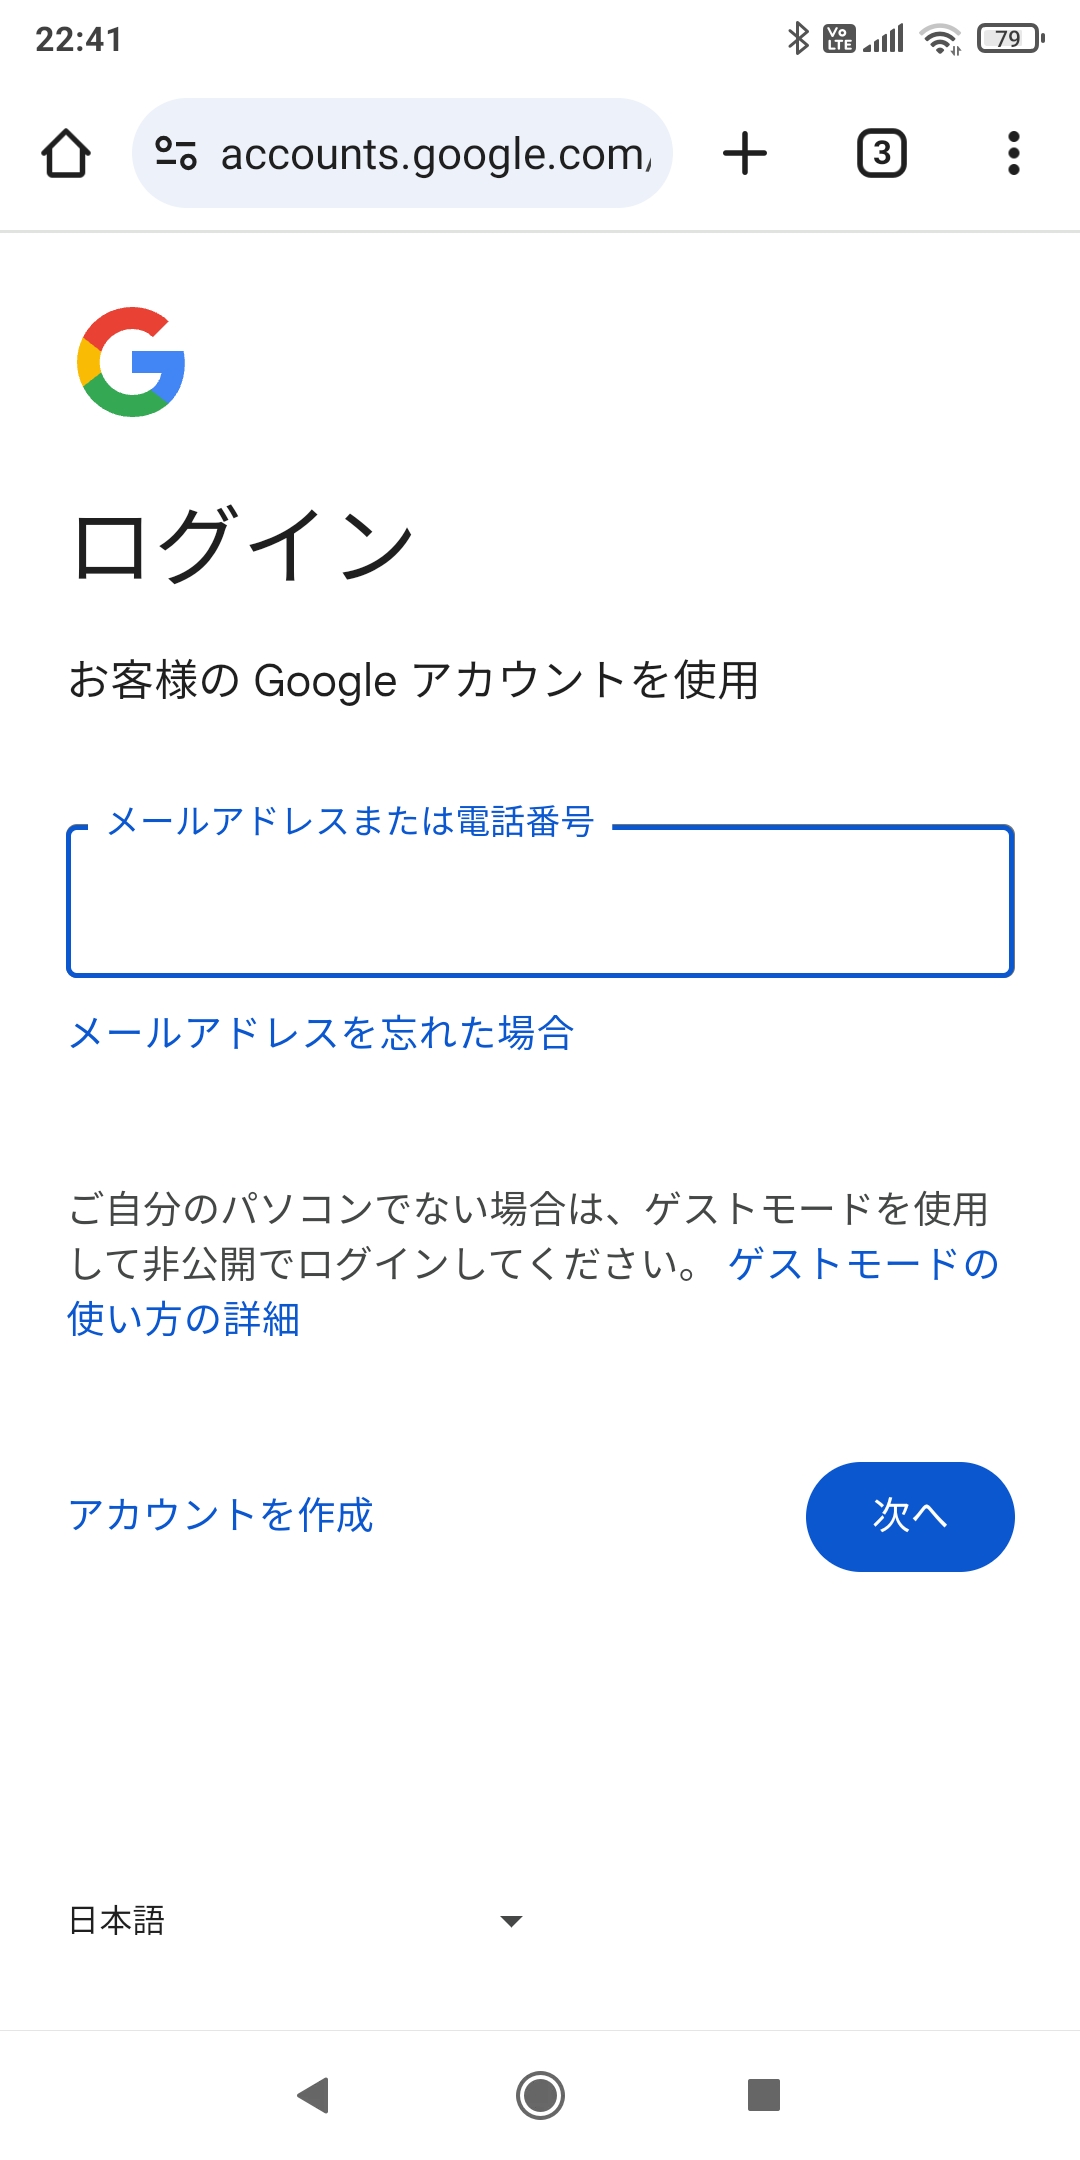 22:41
Vo LTE
79
accounts.google.com/
3
ログイン
お客様の Google アカウントを使用
メールアドレスまたは電話番号
メールアドレスを忘れた場合
ご自分のパソコンでない場合は、ゲストモードを使用
して非公開でログインしてください。 ゲストモードの
使い方の詳細
アカウントを作成
次へ
日本語